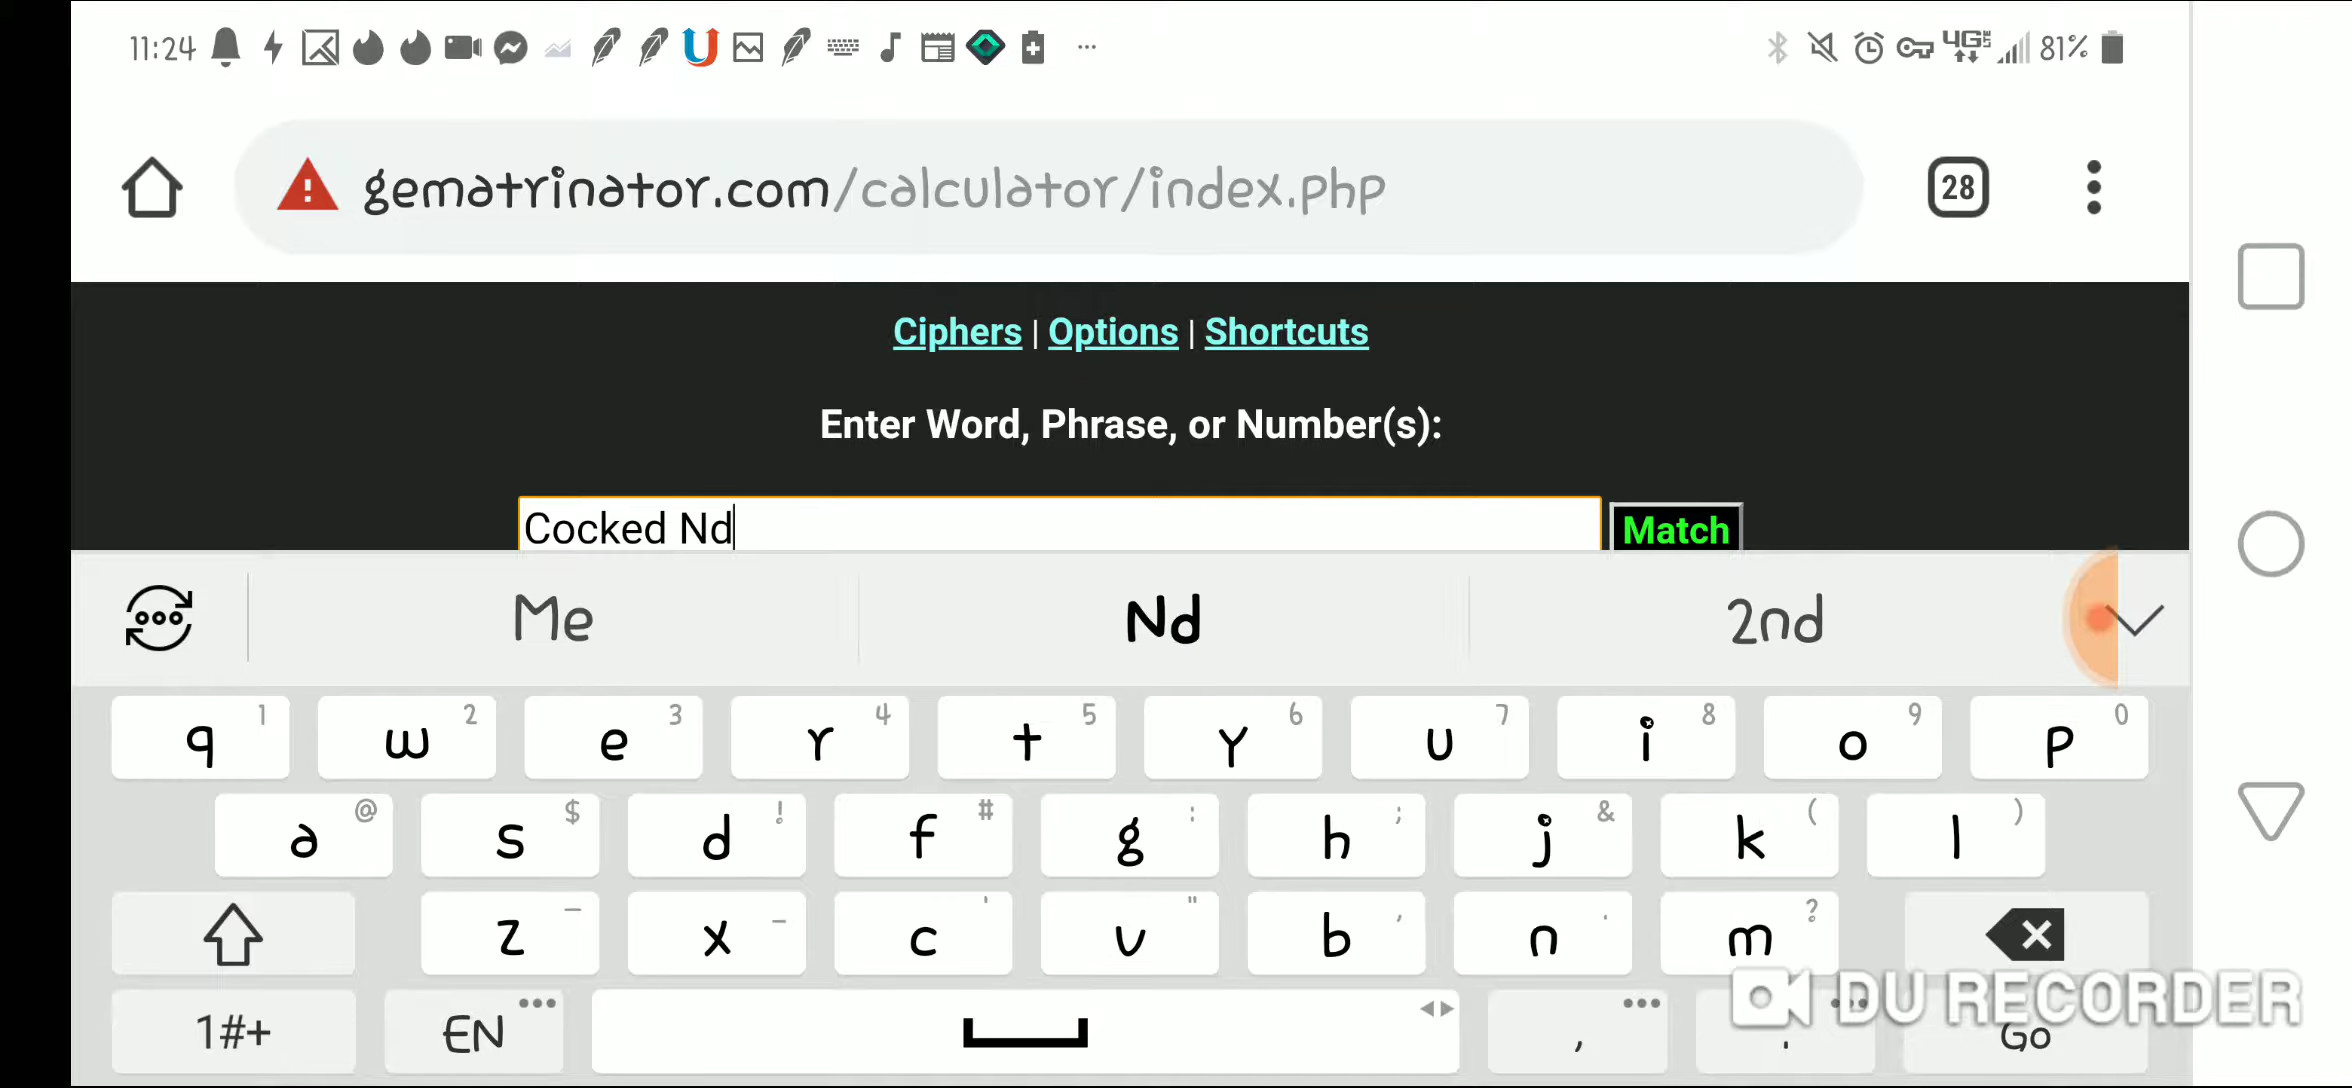 11:24 4G LTE 81%
gematrinator.com/calculator/index.php 28
Ciphers | Options | Shortcuts
Enter Word, Phrase, or Number(s):
Cocked Nd Match
Me Nd 2nd
q 1 w 2 e 3 r 4 t 5 y 6 u 7 i 8 o 9 p 0
a @ s $ d ! f # g : h ; j & k ( l )
z – x - c ' v " b , n . m ?
DU RECORDER
1#+ EN , . Go